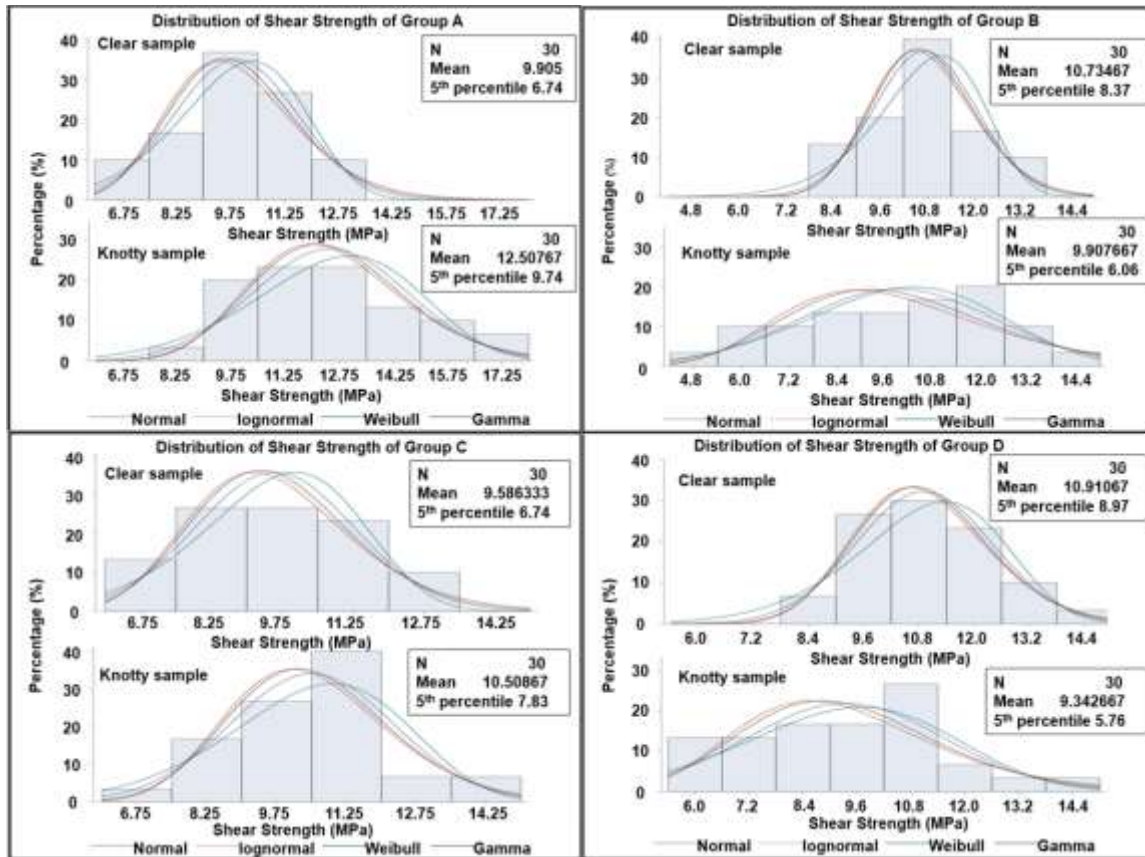 Distribution of Shear Strength of Group A
Clear sample
N 30
Mean 9.905
5th percentile 6.74
40
30
20
10
0
6.75 8.25 9.75 11.25 12.75 14.25 15.75 17.25
Shear Strength (MPa)
Percentage (%)
Knotty sample
N 30
Mean 12.50767
5th percentile 9.74
30
20
10
0
6.75 8.25 9.75 11.25 12.75 14.25 15.75 17.25
Shear Strength (MPa)
Normal lognormal Weibull Gamma
Distribution of Shear Strength of Group B
Clear sample
N 30
Mean 10.73467
5th percentile 8.37
40
30
20
10
0
4.8 6.0 7.2 8.4 9.6 10.8 12.0 13.2 14.4
Shear Strength (MPa)
Percentage (%)
Knotty sample
N 30
Mean 9.907667
5th percentile 6.06
30
20
10
0
4.8 6.0 7.2 8.4 9.6 10.8 12.0 13.2 14.4
Shear Strength (MPa)
Normal lognormal Weibull Gamma
Distribution of Shear Strength of Group C
Clear sample
N 30
Mean 9.586333
5th percentile 6.74
40
30
20
10
0
6.75 8.25 9.75 11.25 12.75 14.25
Shear Strength (MPa)
Percentage (%)
Knotty sample
N 30
Mean 10.50867
5th percentile 7.83
40
30
20
10
0
6.75 8.25 9.75 11.25 12.75 14.25
Shear Strength (MPa)
Normal lognormal Weibull Gamma
Distribution of Shear Strength of Group D
Clear sample
N 30
Mean 10.91067
5th percentile 8.97
40
30
20
10
0
6.0 7.2 8.4 9.6 10.8 12.0 13.2 14.4
Shear Strength (MPa)
Percentage (%)
Knotty sample
N 30
Mean 9.342667
5th percentile 5.76
30
20
10
0
6.0 7.2 8.4 9.6 10.8 12.0 13.2 14.4
Shear Strength (MPa)
Normal lognormal Weibull Gamma